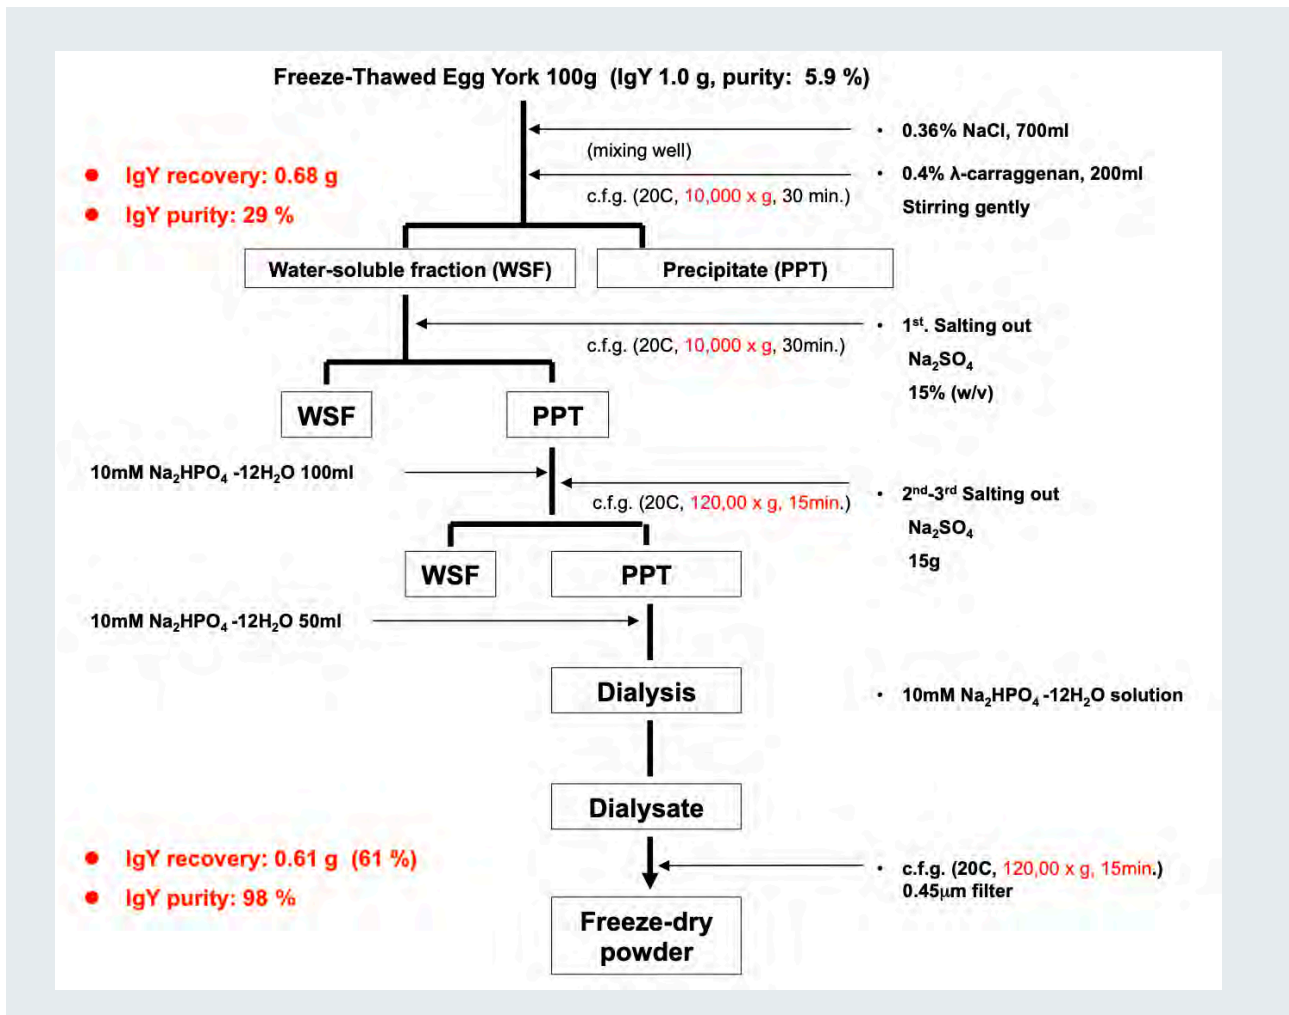 Freeze-Thawed Egg York 100g (IgY 1.0 g, purity: 5.9 %)
• 0.36% NaCl, 700ml
(mixing well)
• 0.4% λ-carraggenan, 200ml
c.f.g. (20C, 10,000 x g, 30 min.)
Stirring gently
● IgY recovery: 0.68 g
● IgY purity: 29 %
Water-soluble fraction (WSF)
Precipitate (PPT)
• 1st. Salting out
c.f.g. (20C, 10,000 x g, 30min.)
Na2SO4
15% (w/v)
WSF
PPT
10mM Na2HPO4 -12H2O 100ml
c.f.g. (20C, 120,00 x g, 15min.)
• 2nd-3rd Salting out
Na2SO4
15g
WSF
PPT
10mM Na2HPO4 -12H2O 50ml
Dialysis
• 10mM Na2HPO4 -12H2O solution
Dialysate
● IgY recovery: 0.61 g (61 %)
● IgY purity: 98 %
• c.f.g. (20C, 120,00 x g, 15min.)
0.45μm filter
Freeze-dry
powder